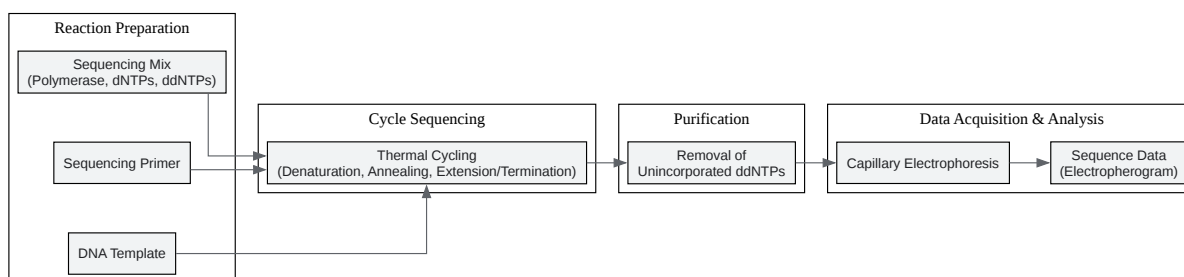 Reaction Preparation
Sequencing Mix
(Polymerase, dNTPs, ddNTPs)
Sequencing Primer
DNA Template
Cycle Sequencing
Thermal Cycling
(Denaturation, Annealing, Extension/Termination)
Purification
Removal of
Unincorporated ddNTPs
Data Acquisition & Analysis
Capillary Electrophoresis
Sequence Data
(Electropherogram)